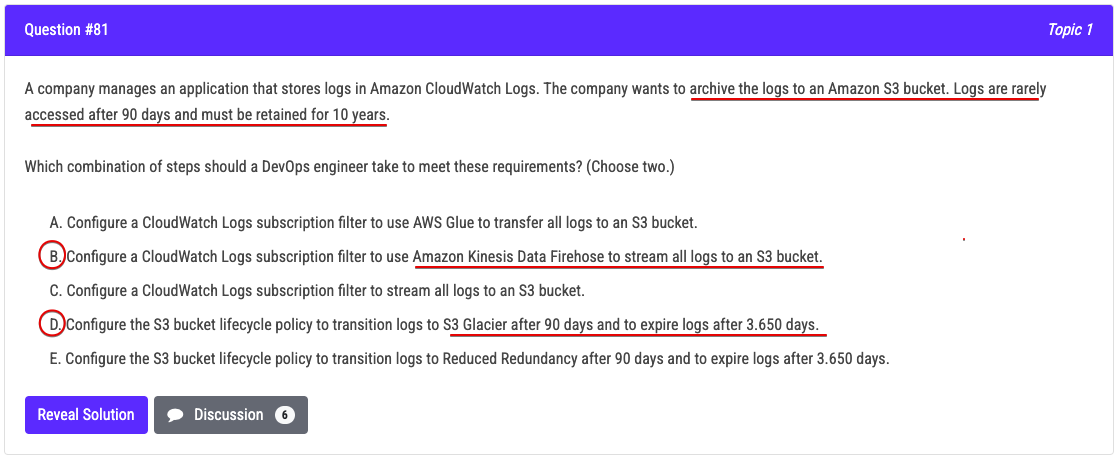 Question #81
Topic 1
A company manages an application that stores logs in Amazon CloudWatch Logs. The company wants to archive the logs to an Amazon S3 bucket. Logs are rarely
accessed after 90 days and must be retained for 10 years.
Which combination of steps should a DevOps engineer take to meet these requirements? (Choose two.)
A. Configure a CloudWatch Logs subscription filter to use AWS Glue to transfer all logs to an S3 bucket.
B. Configure a CloudWatch Logs subscription filter to use Amazon Kinesis Data Firehose to stream all logs to an S3 bucket.
C. Configure a CloudWatch Logs subscription filter to stream all logs to an S3 bucket.
D. Configure the S3 bucket lifecycle policy to transition logs to S3 Glacier after 90 days and to expire logs after 3.650 days.
E. Configure the S3 bucket lifecycle policy to transition logs to Reduced Redundancy after 90 days and to expire logs after 3.650 days.
Reveal Solution
Discussion 6